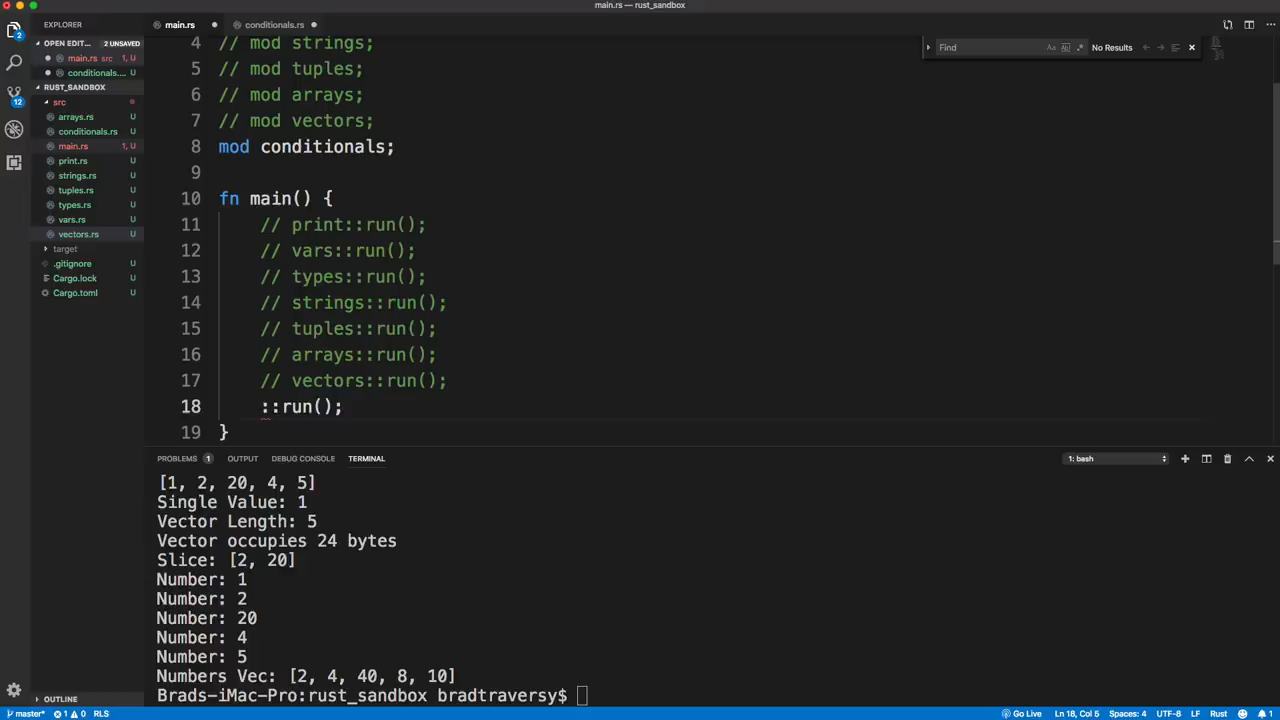 main.rs — rust_sandbox
EXPLORER
main.rs
conditionals.rs
OPEN EDIT... 2 UNSAVED
main.rs src 1, U
conditionals.... U
RUST_SANDBOX
src
arrays.rs U
conditionals.rs U
main.rs 1, U
print.rs U
strings.rs U
tuples.rs U
types.rs U
vars.rs U
vectors.rs U
target
.gitignore U
Cargo.lock U
Cargo.toml U
OUTLINE
2
12
Find Aa Abl .* No Results
4 // mod strings;
5 // mod tuples;
6 // mod arrays;
7 // mod vectors;
8 mod conditionals;
9
10 fn main() {
11 // print::run();
12 // vars::run();
13 // types::run();
14 // strings::run();
15 // tuples::run();
16 // arrays::run();
17 // vectors::run();
18 ::run();
19 }
PROBLEMS 1 OUTPUT DEBUG CONSOLE TERMINAL 1: bash
[1, 2, 20, 4, 5]
Single Value: 1
Vector Length: 5
Vector occupies 24 bytes
Slice: [2, 20]
Number: 1
Number: 2
Number: 20
Number: 4
Number: 5
Numbers Vec: [2, 4, 40, 8, 10]
Brads-iMac-Pro:rust_sandbox bradtraversy$
master* 1 0 RLS Go Live Ln 18, Col 5 Spaces: 4 UTF-8 LF Rust 1